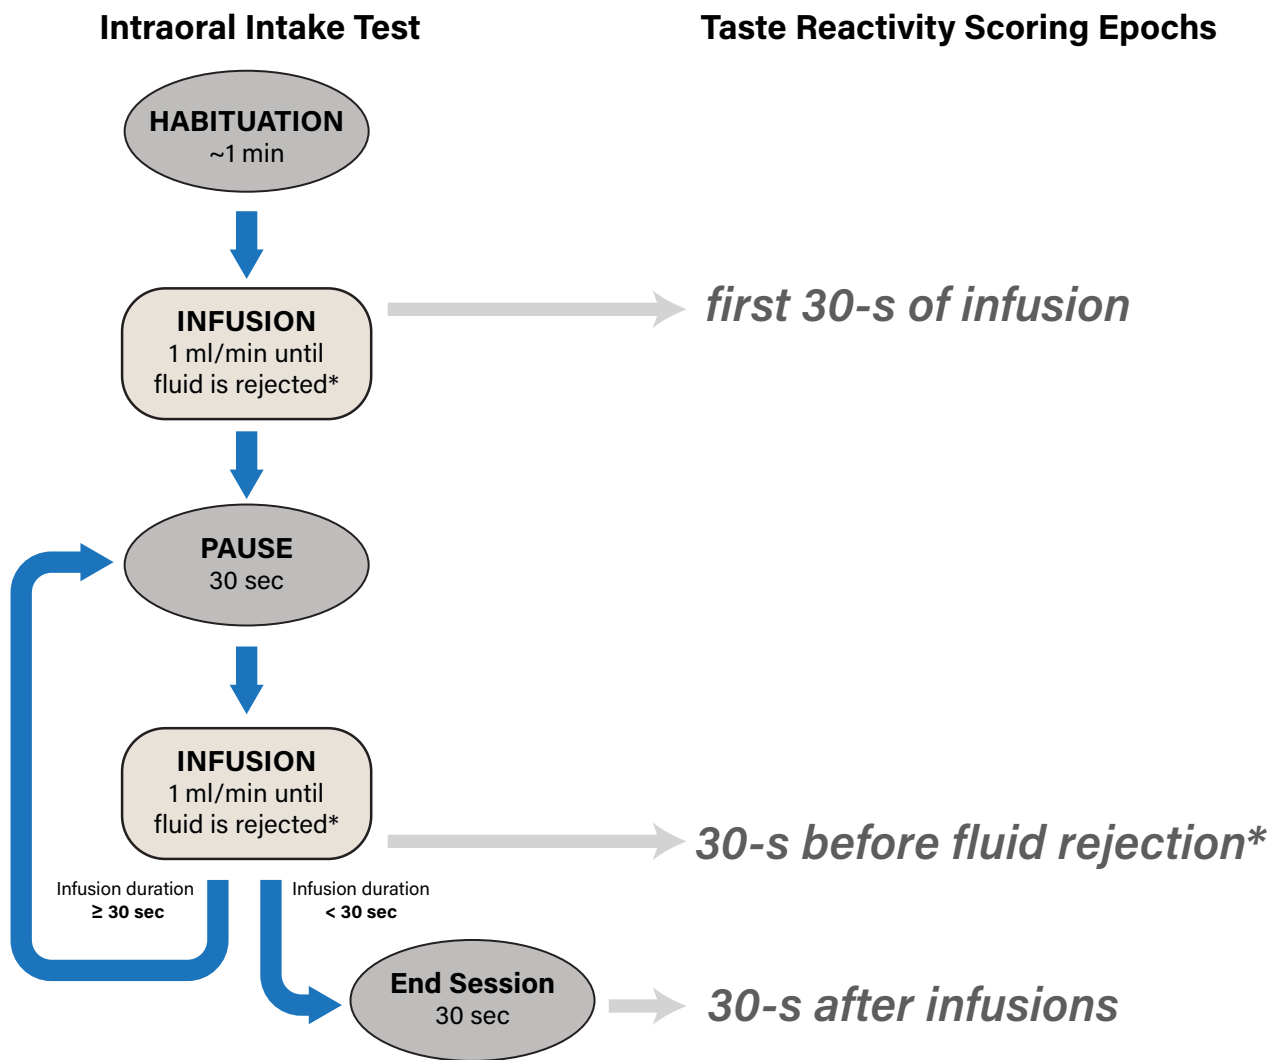 Intraoral Intake Test
Taste Reactivity Scoring Epochs
HABITUATION
~1 min
INFUSION
1 ml/min until
fluid is rejected*
first 30-s of infusion
PAUSE
30 sec
INFUSION
1 ml/min until
fluid is rejected*
30-s before fluid rejection*
Infusion duration
≥ 30 sec
Infusion duration
< 30 sec
End Session
30 sec
30-s after infusions